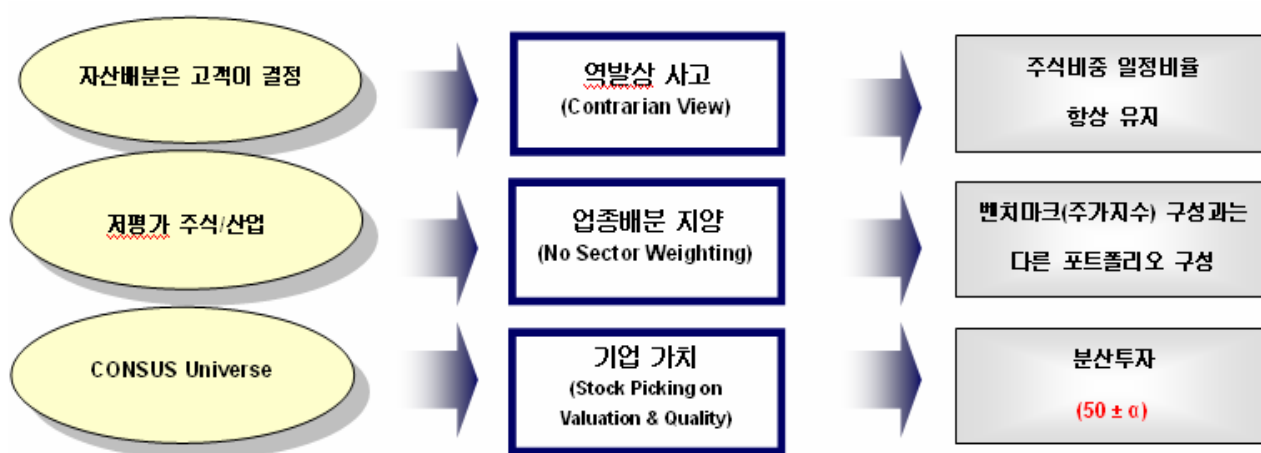 자산배분은 고객이 결정
역발상 사고
(Contrarian View)
주식비중 일정비율
항상 유지
저평가 주식/산업
업종배분 지양
(No Sector Weighting)
벤치마크(주가지수) 구성과는
다른 포트폴리오 구성
CONSUS Universe
기업 가치
(Stock Picking on
Valuation & Quality)
분산투자
(50 ± α)